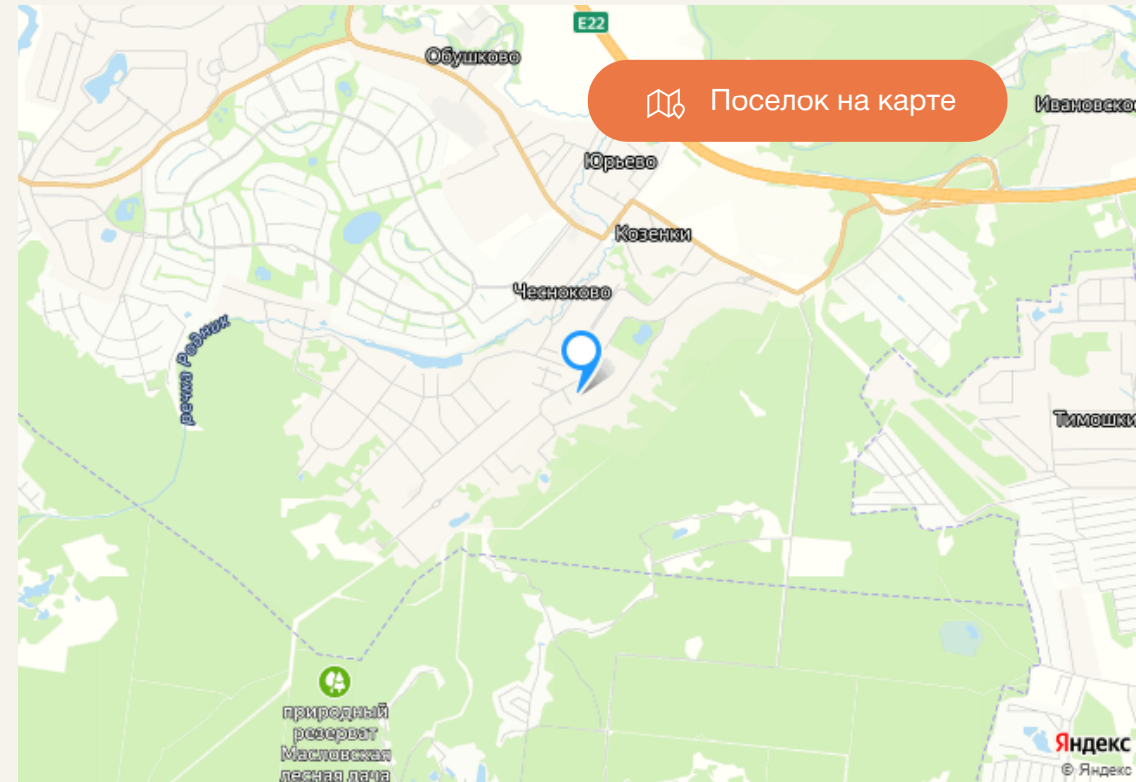 E22
Обушково
Поселок на карте
Ивановско
Юрьево
Козенки
Чесноково
речка Родник
Тимошки
природный
резерват
Масловская
лесная дача
Яндекс
© Яндекс